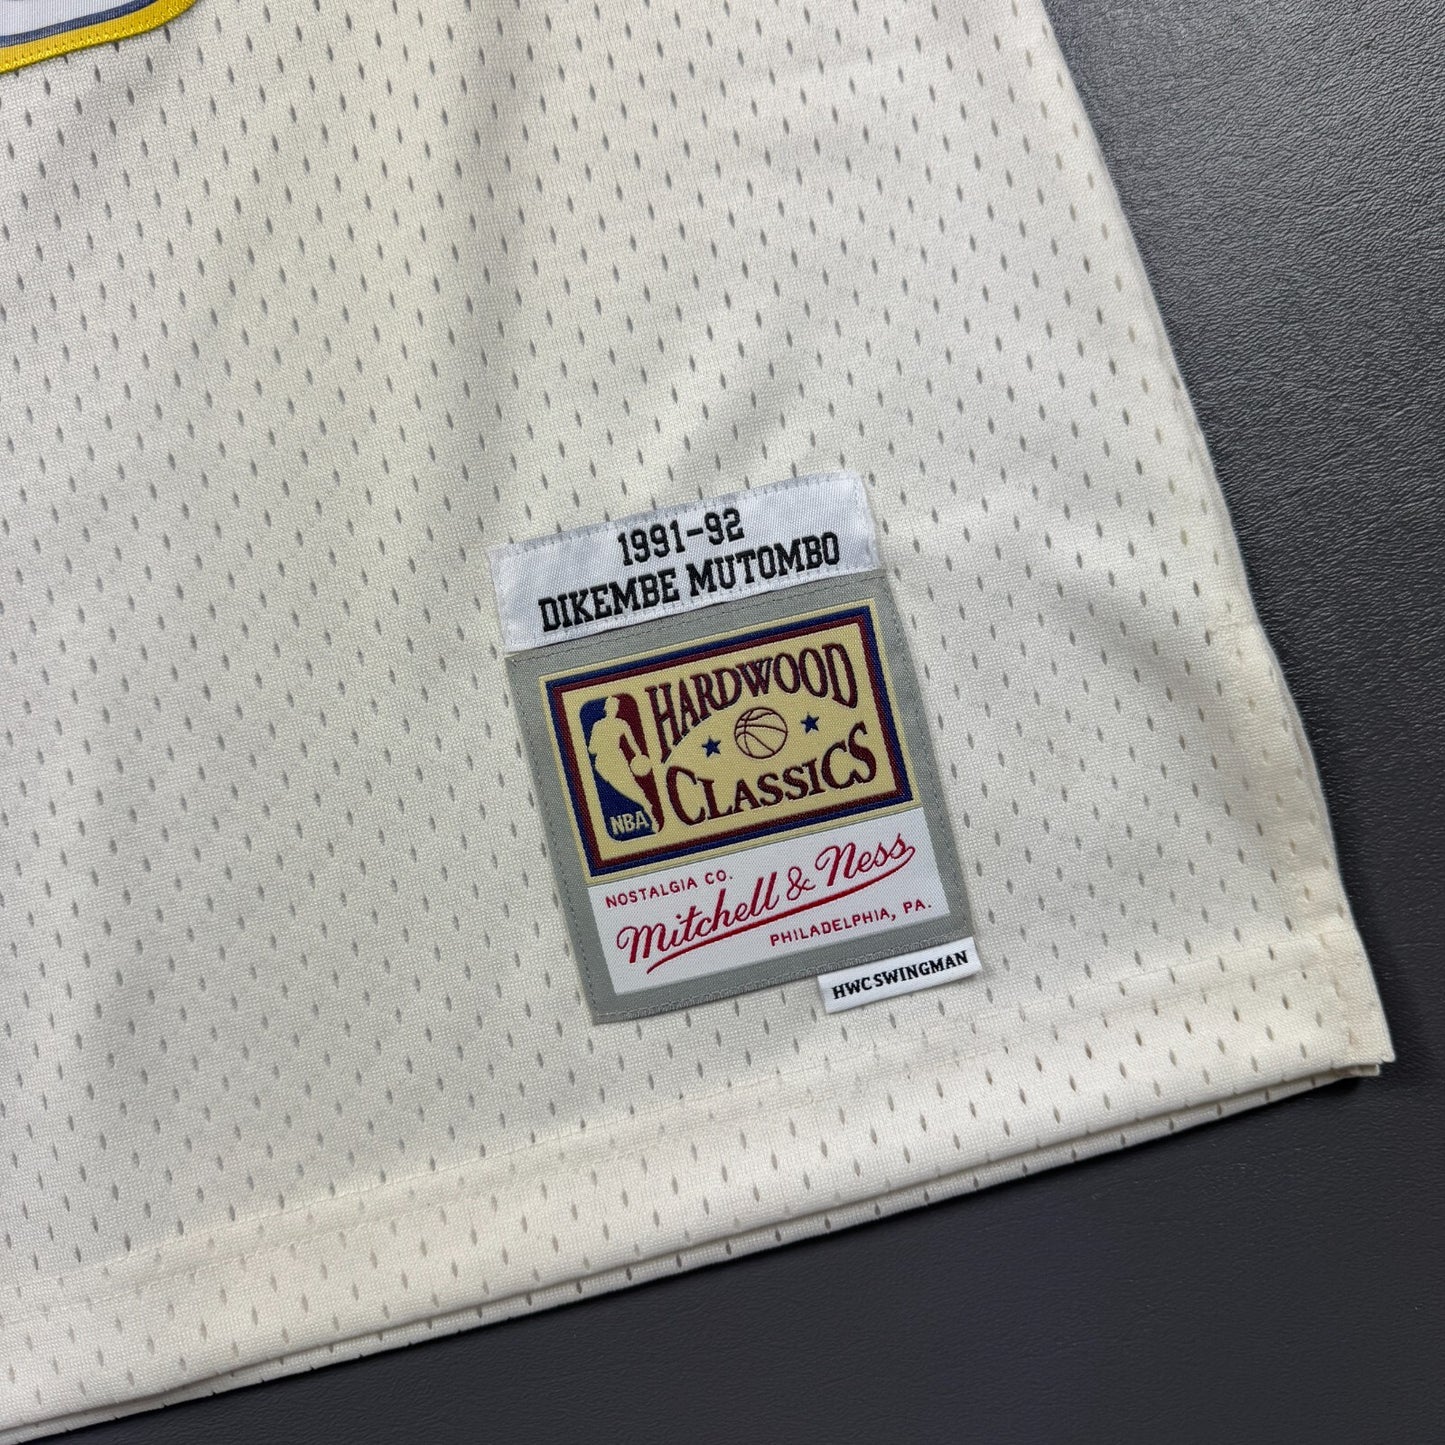 1991-92
DIKEMBE MUTOMBO
HARDWOOD
CLASSICS
NBA
NOSTALGIA CO.
Mitchell & Ness
PHILADELPHIA, PA.
HWC SWINGMAN